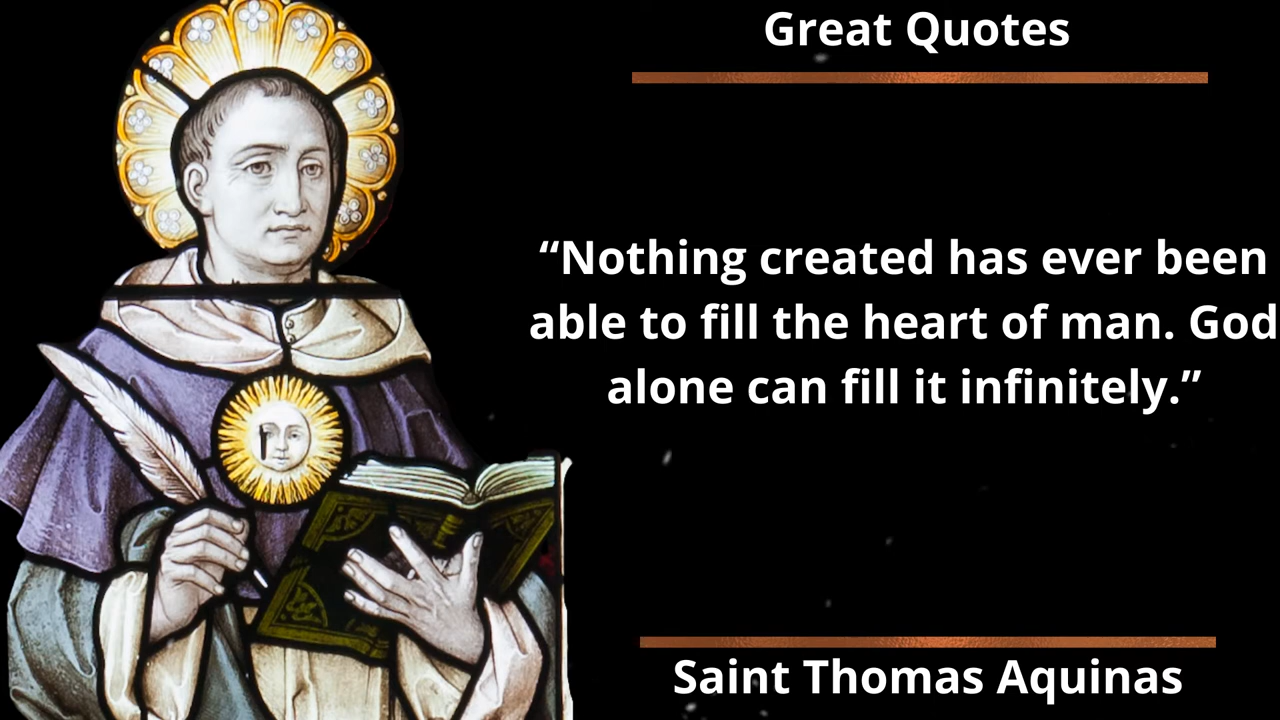 Great Quotes
“Nothing created has ever been
able to fill the heart of man. God
alone can fill it infinitely.”
Saint Thomas Aquinas